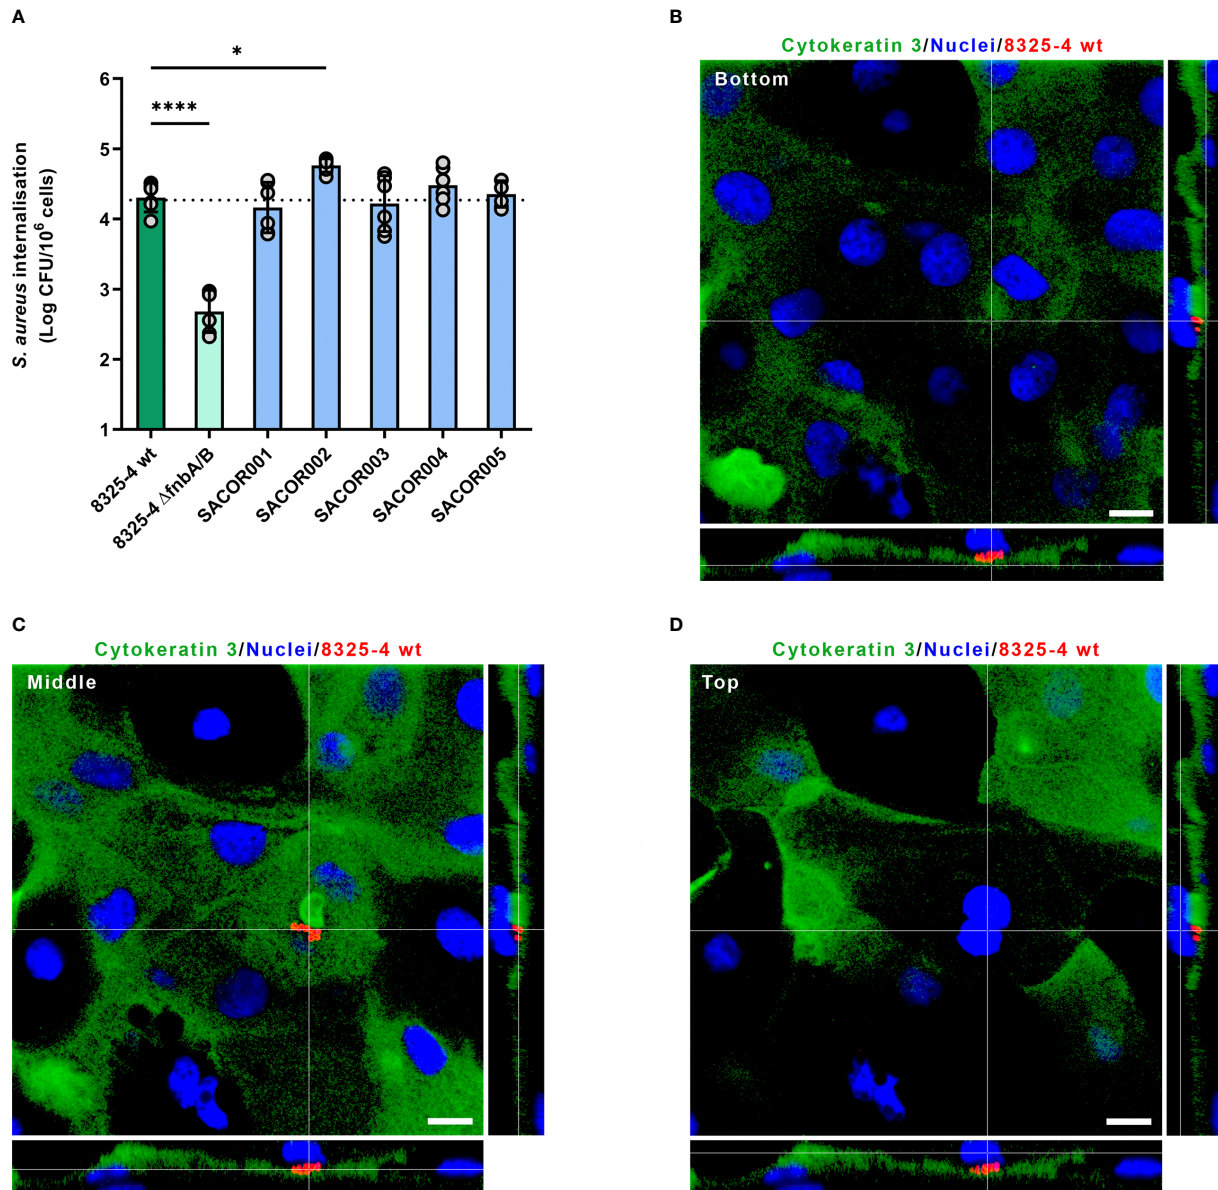 A
*
****
6
5
4
3
2
1
S. aureus internalisation
(Log CFU/10⁶ cells)
8325-4 wt
8325-4 ΔfnbA/B
SACOR001
SACOR002
SACOR003
SACOR004
SACOR005
B
Cytokeratin 3/Nuclei/8325-4 wt
Bottom
C
Cytokeratin 3/Nuclei/8325-4 wt
Middle
D
Cytokeratin 3/Nuclei/8325-4 wt
Top